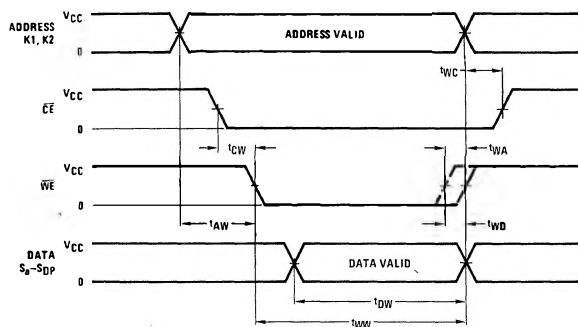 ADDRESS
K1, K2
VCC
0
ADDRESS VALID
tWC
CE
VCC
0
tCW
tWA
WE
VCC
0
tAW
tWD
DATA
Sa–SDP
VCC
0
DATA VALID
tDW
tWW